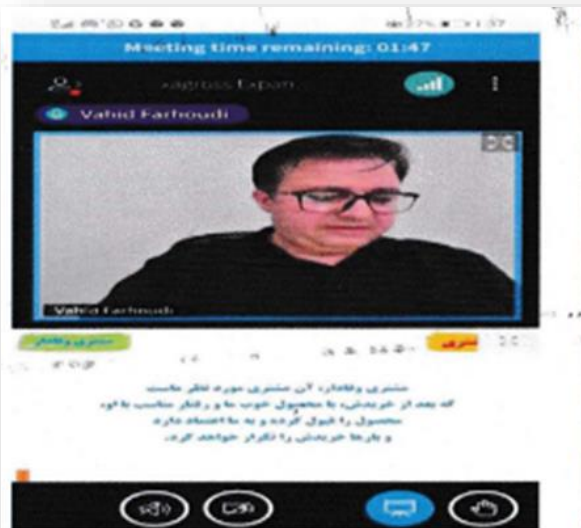 Meeting time remaining: 01:47
Vahid Farhoudi
Vahid Farhoudi
مشتری وفادار
مشتری وفادار، آن مشتری مورد نظر ماست
که بعد از خریدش، با محصول خوب ما و رفتار مناسب با او،
محصول را قبول کرده و به ما اعتماد دارد
و بارها خریدش را تکرار خواهد کرد.